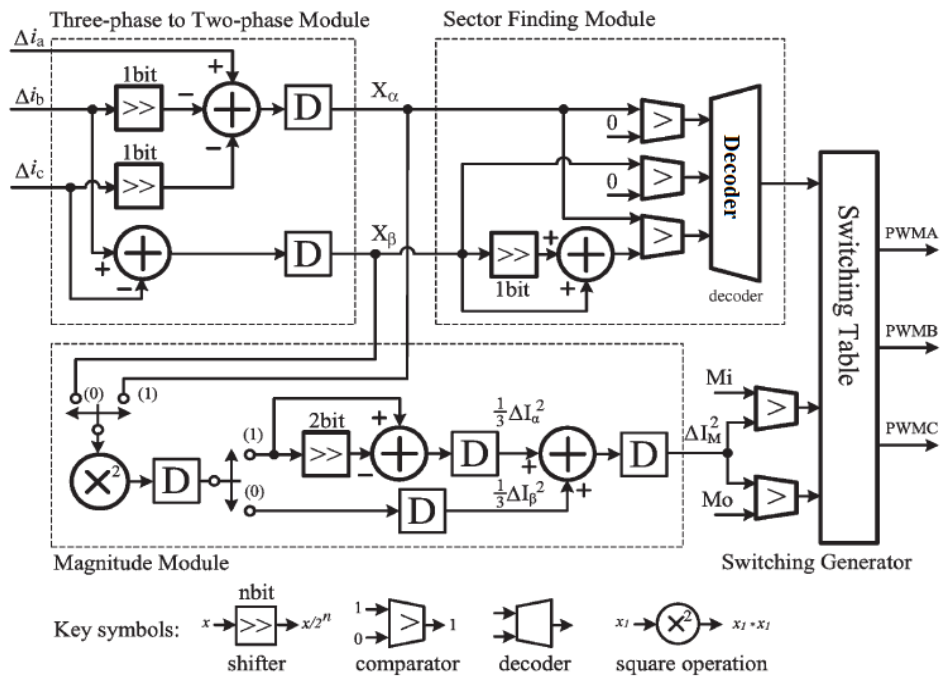 Three-phase to Two-phase Module
Sector Finding Module
Δia
Δib
Δic
1bit
>>
1bit
>>
+
−
−
+
−
D
D
Xα
Xβ
0
0
>
>
>
>>
1bit
+
+
Decoder
decoder
Switching Table
PWMA
PWMB
PWMC
(0)
(1)
×²
D
(1)
(0)
2bit
>>
+
−
D
D
1/3 ΔIα²
1/3 ΔIβ²
+
+
D
ΔIM²
Mi
Mo
>
>
Magnitude Module
Switching Generator
Key symbols:
nbit
x
>>
x/2ⁿ
shifter
1
0
>
1
comparator
decoder
x₁
×²
x₁*x₁
square operation